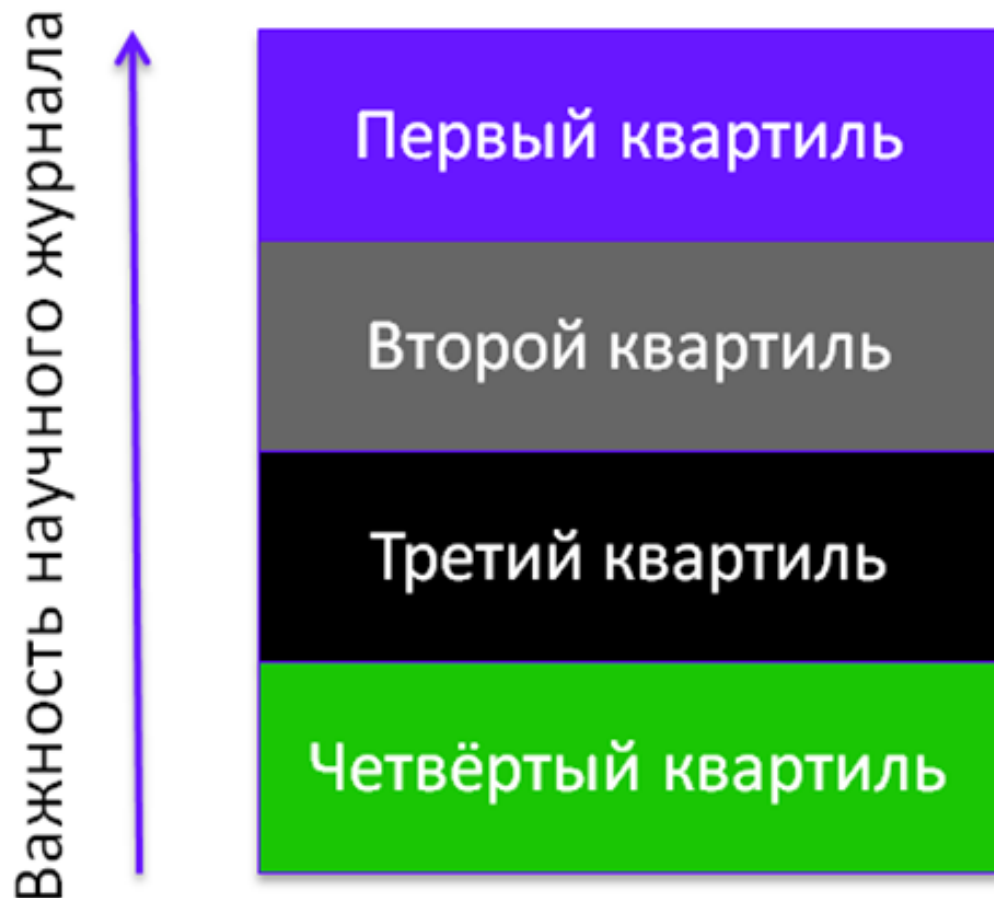 Важность научного журнала
Первый квартиль
Второй квартиль
Третий квартиль
Четвёртый квартиль